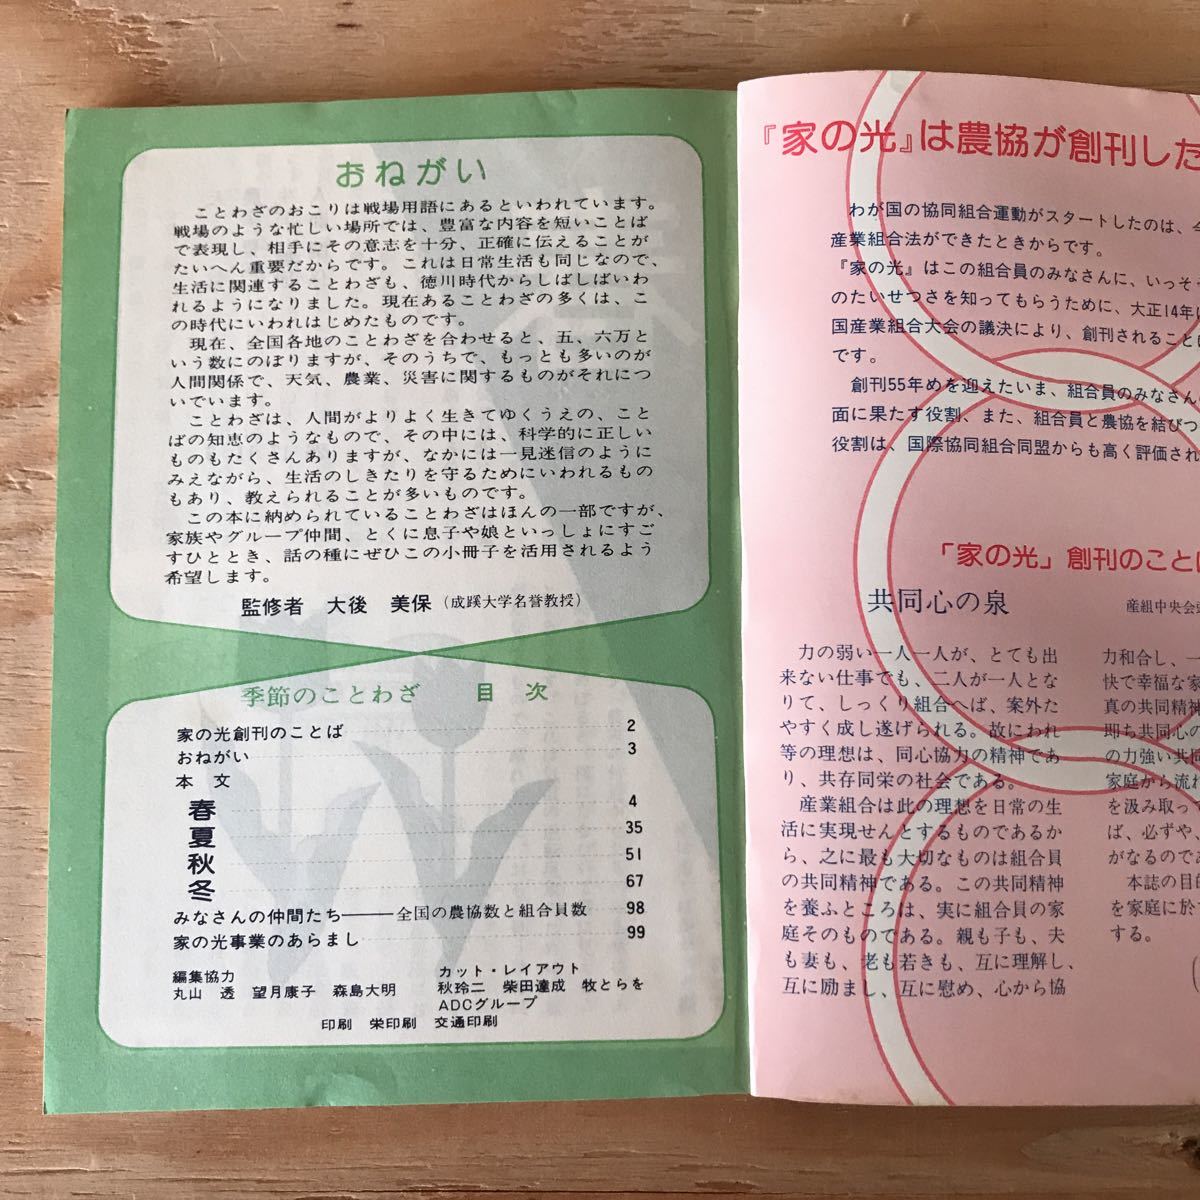 おねがい
ことわざのおこりは戦場用語にあるといわれています。
戦場のような忙しい場所では、豊富な内容を短いことば
で表現し、相手にその意志を十分、正確に伝えることが
たいへん重要だからです。これは日常生活も同じなので、
生活に関連することわざも、徳川時代からしばしばいわ
れるようになりました。現在あることわざの多くは、こ
の時代にいわれはじめたものです。
現在、全国各地のことわざを合わせると、五、六万と
いう数にのぼりますが、そのうちで、もっとも多いのが
人間関係で、天気、農業、災害に関するものがそれにつ
いでいます。
ことわざは、人間がよりよく生きてゆくうえの、こと
ばの知恵のようなもので、その中には、科学的に正しい
ものもたくさんありますが、なかには一見迷信のように
みえながら、生活のしきたりを守るためにいわれるもの
もあり、教えられることが多いものです。
この本に納められていることわざはほんの一部ですが、
家族やグループ仲間、とくに息子や娘といっしょにすご
すひととき、話の種にぜひこの小冊子を活用されるよう
希望します。
監修者 大後 美保(成蹊大学名誉教授)
季節のことわざ 目次
家の光創刊のことば 2
おねがい 3
本文
春 4
夏 35
秋 51
冬 67
みなさんの仲間たち――全国の農協数と組合員数 98
家の光事業のあらまし 99
編集協力
丸山 透 望月康子 森島大明
カット・レイアウト
秋玲二 柴田達成 牧とらを
ADCグループ
印刷 栄印刷 交通印刷
『家の光』は農協が創刊した
わが国の協同組合運動がスタートしたのは、今
産業組合法ができたときからです。
『家の光』はこの組合員のみなさんに、いっそ
のたいせつさを知ってもらうために、大正14年に
国産業組合大会の議決により、創刊されること
です。
創刊55年めを迎えたいま、組合員のみなさん
面に果たす役割、また、組合員と農協を結びつ
役割は、国際協同組合同盟からも高く評価され
「家の光」創刊のことば
共同心の泉
産組中央会
力の弱い一人一人が、とても出
来ない仕事でも、二人が一人とな
りて、しっくり組合へば、案外た
やすく成し遂げられる。故にわれ
等の理想は、同心協力の精神であ
り、共存同栄の社会である。
産業組合は此の理想を日常の生
活に実現せんとするものであるか
ら、之に最も大切なものは組合員
の共同精神である。この共同精神
を養ふところは、実に組合員の家
庭そのものである。親も子も、夫
も妻も、老も若きも、互に理解し、
互に励まし、互に慰め、心から協
力和合し、一
快で幸福な家
真の共同精神
即ち共同心の
の力強い共同
家庭から流れ
を汲み取って
ば、必ずや、
がなるのであ
本誌の目的
を家庭に於
する。